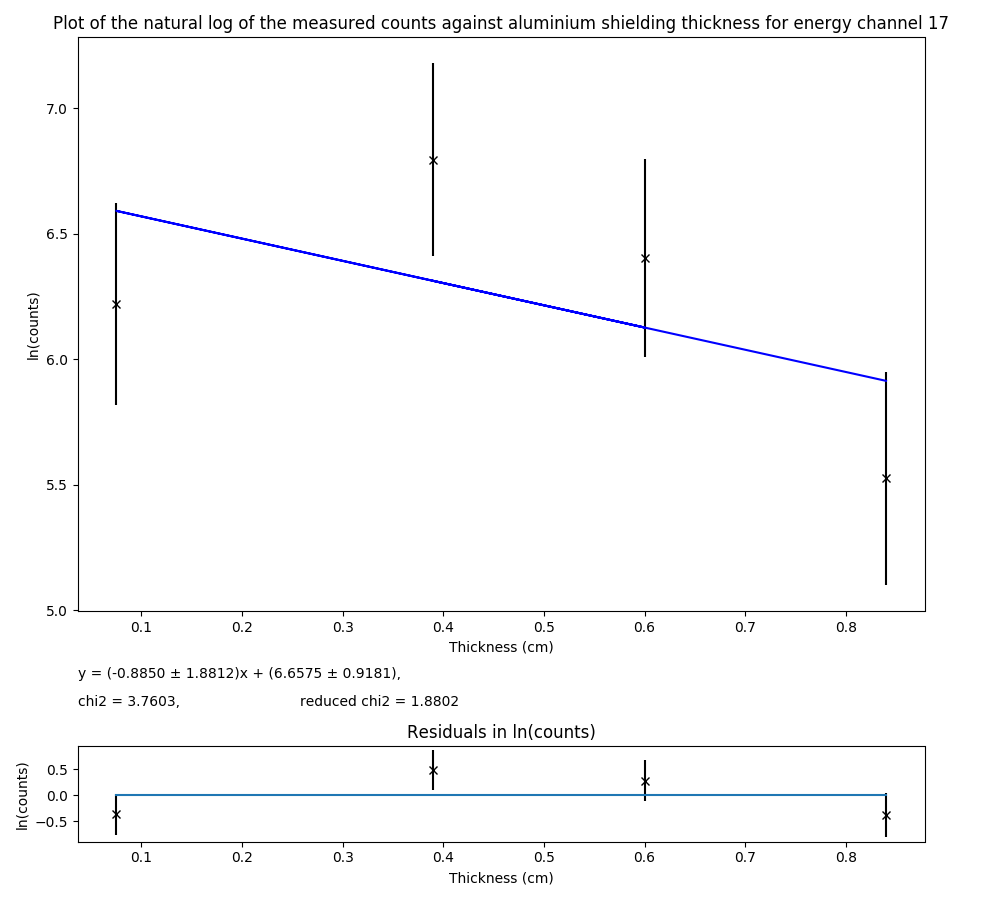 Plot of the natural log of the measured counts against aluminium shielding thickness for energy channel 17
7.0
6.5
6.0
5.5
5.0
ln(counts)
0.1 0.2 0.3 0.4 0.5 0.6 0.7 0.8
Thickness (cm)
y = (-0.8850 ± 1.8812)x + (6.6575 ± 0.9181),
chi2 = 3.7603, reduced chi2 = 1.8802
Residuals in ln(counts)
0.5
0.0
−0.5
ln(counts)
0.1 0.2 0.3 0.4 0.5 0.6 0.7 0.8
Thickness (cm)